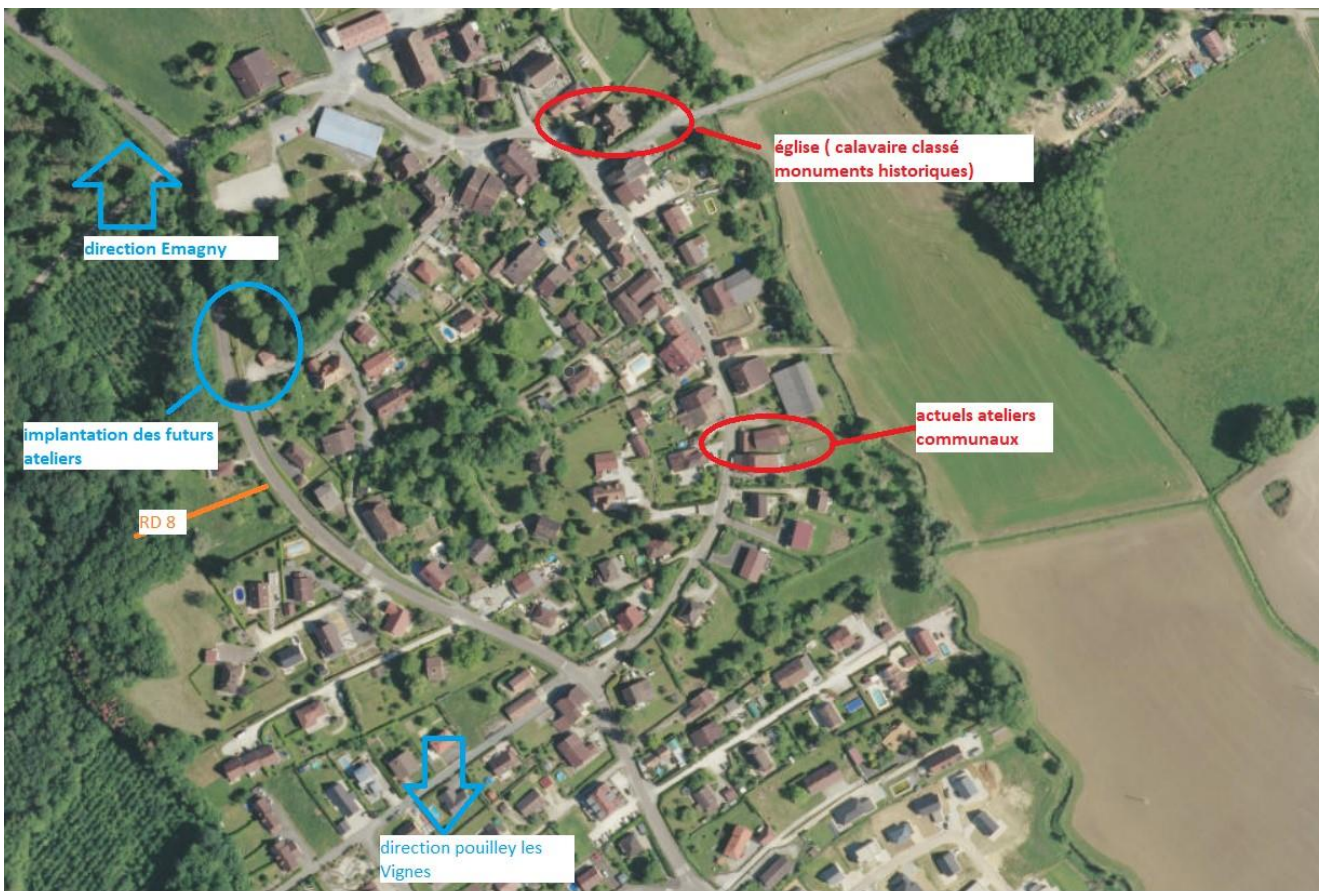 église ( calavaire classé
monuments historiques)
direction Emagny
implantation des futurs
ateliers
actuels ateliers
communaux
RD 8
direction pouilley les
Vignes